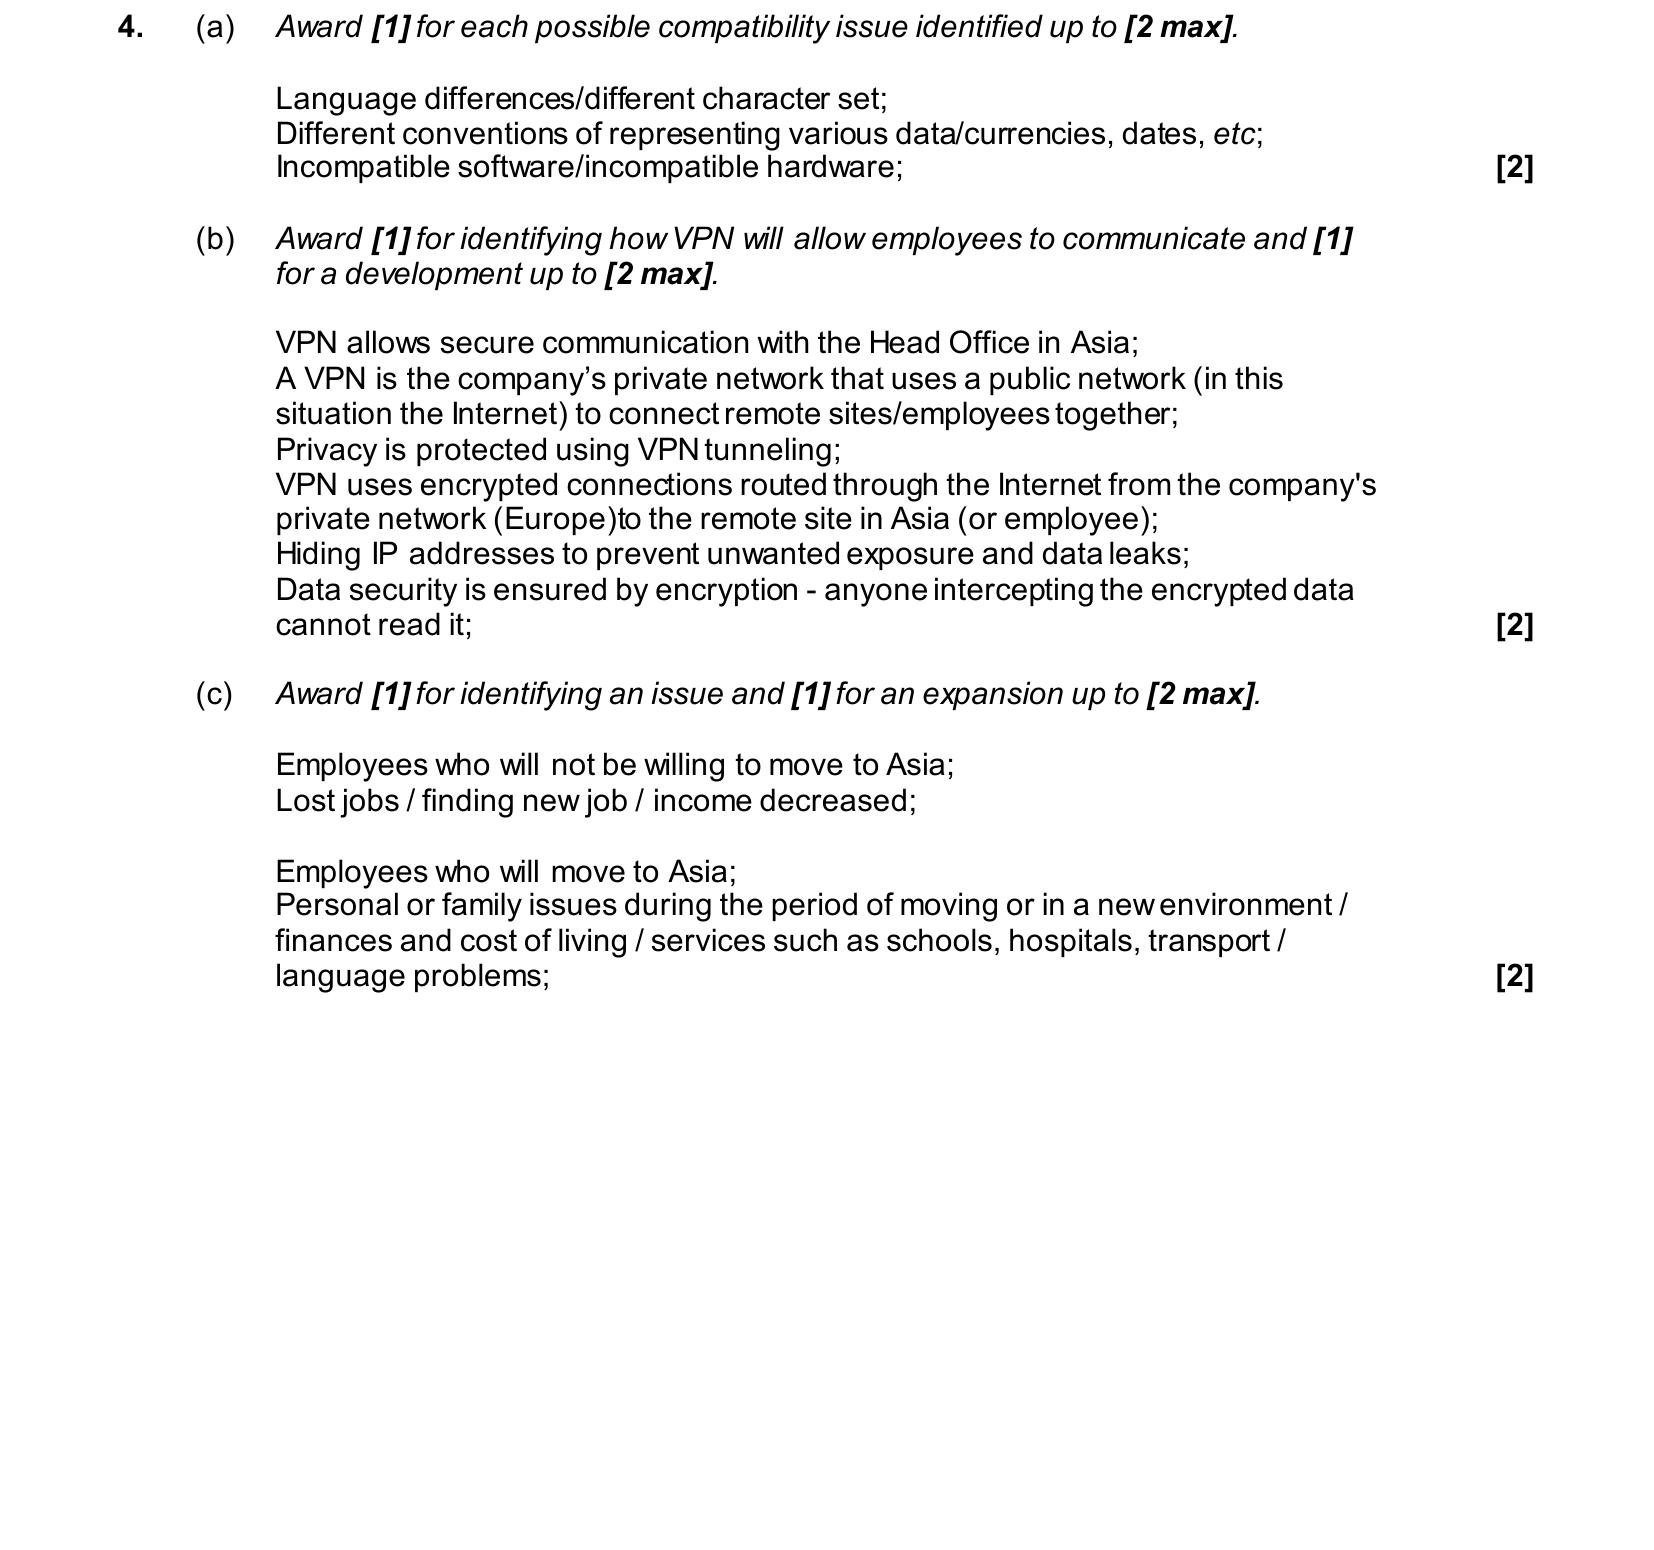 4. (a) Award [1] for each possible compatibility issue identified up to [2 max].
Language differences/different character set;
Different conventions of representing various data/currencies, dates, etc;
Incompatible software/incompatible hardware; [2]
(b) Award [1] for identifying how VPN will allow employees to communicate and [1]
for a development up to [2 max].
VPN allows secure communication with the Head Office in Asia;
A VPN is the company’s private network that uses a public network (in this
situation the Internet) to connect remote sites/employees together;
Privacy is protected using VPN tunneling;
VPN uses encrypted connections routed through the Internet from the company's
private network (Europe)to the remote site in Asia (or employee);
Hiding IP addresses to prevent unwanted exposure and data leaks;
Data security is ensured by encryption - anyone intercepting the encrypted data
cannot read it; [2]
(c) Award [1] for identifying an issue and [1] for an expansion up to [2 max].
Employees who will not be willing to move to Asia;
Lost jobs / finding new job / income decreased;
Employees who will move to Asia;
Personal or family issues during the period of moving or in a new environment /
finances and cost of living / services such as schools, hospitals, transport /
language problems; [2]